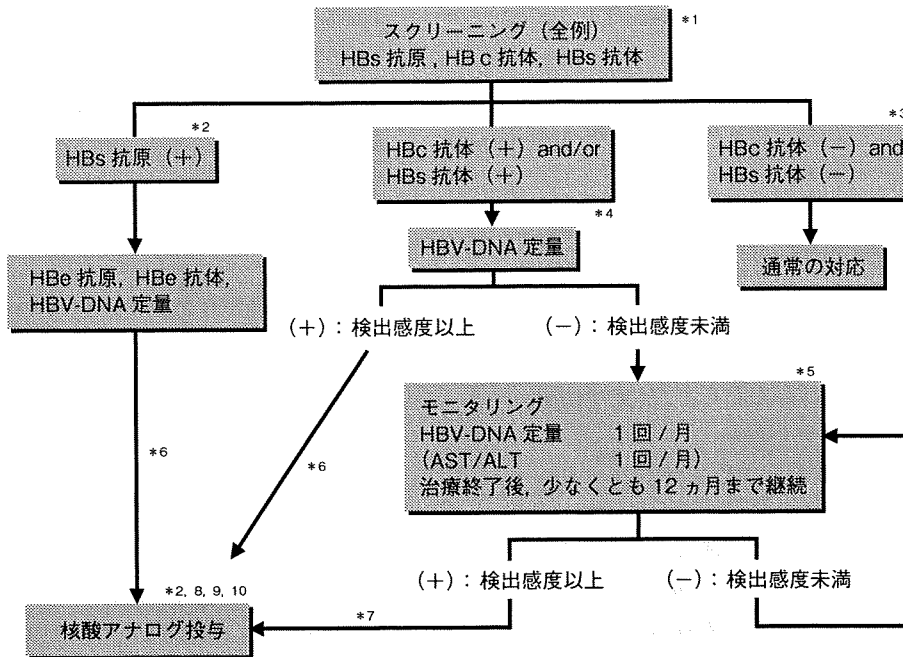 スクリーニング（全例）
HBs 抗原，HBc 抗体，HBs 抗体
*1
*2
HBs 抗原（＋）
HBc 抗体（＋）and/or
HBs 抗体（＋）
*3
HBc 抗体（－）and
HBs 抗体（－）
*4
HBe 抗原，HBe 抗体，
HBV-DNA 定量
HBV-DNA 定量
通常の対応
（＋）：検出感度以上
（－）：検出感度未満
*5
モニタリング
HBV-DNA 定量 1 回 / 月
(AST/ALT 1 回 / 月)
治療終了後，少なくとも 12 ヵ月まで継続
*6
*6
（＋）：検出感度以上
（－）：検出感度未満
*2, 8, 9, 10
核酸アナログ投与
*7